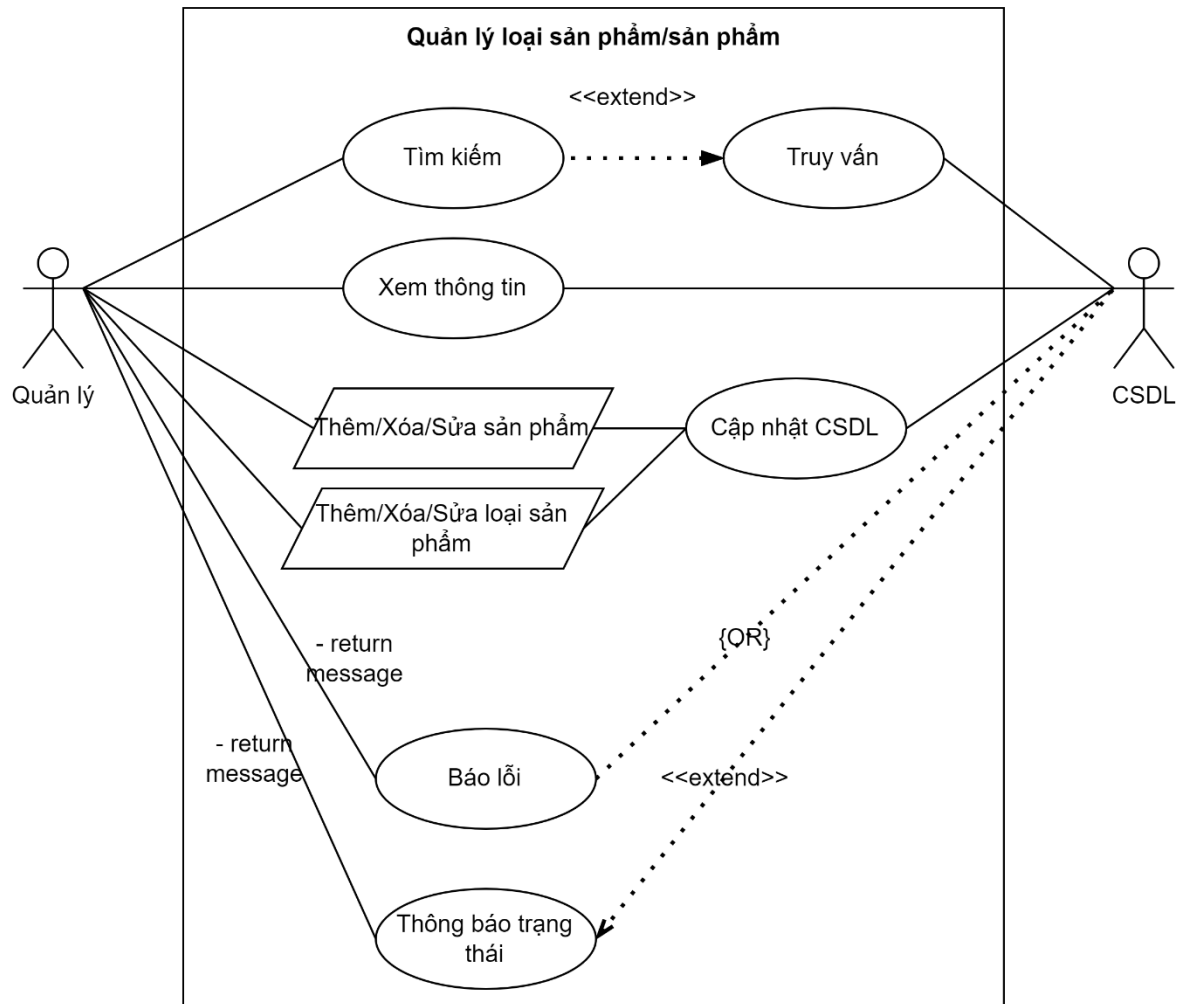 Quản lý loại sản phẩm/sản phẩm
<<extend>>
Tìm kiếm
Truy vấn
Xem thông tin
Quản lý
CSDL
Thêm/Xóa/Sửa sản phẩm
Cập nhật CSDL
Thêm/Xóa/Sửa loại sản
phẩm
{OR}
- return
message
- return
message
Báo lỗi
<<extend>>
Thông báo trạng
thái